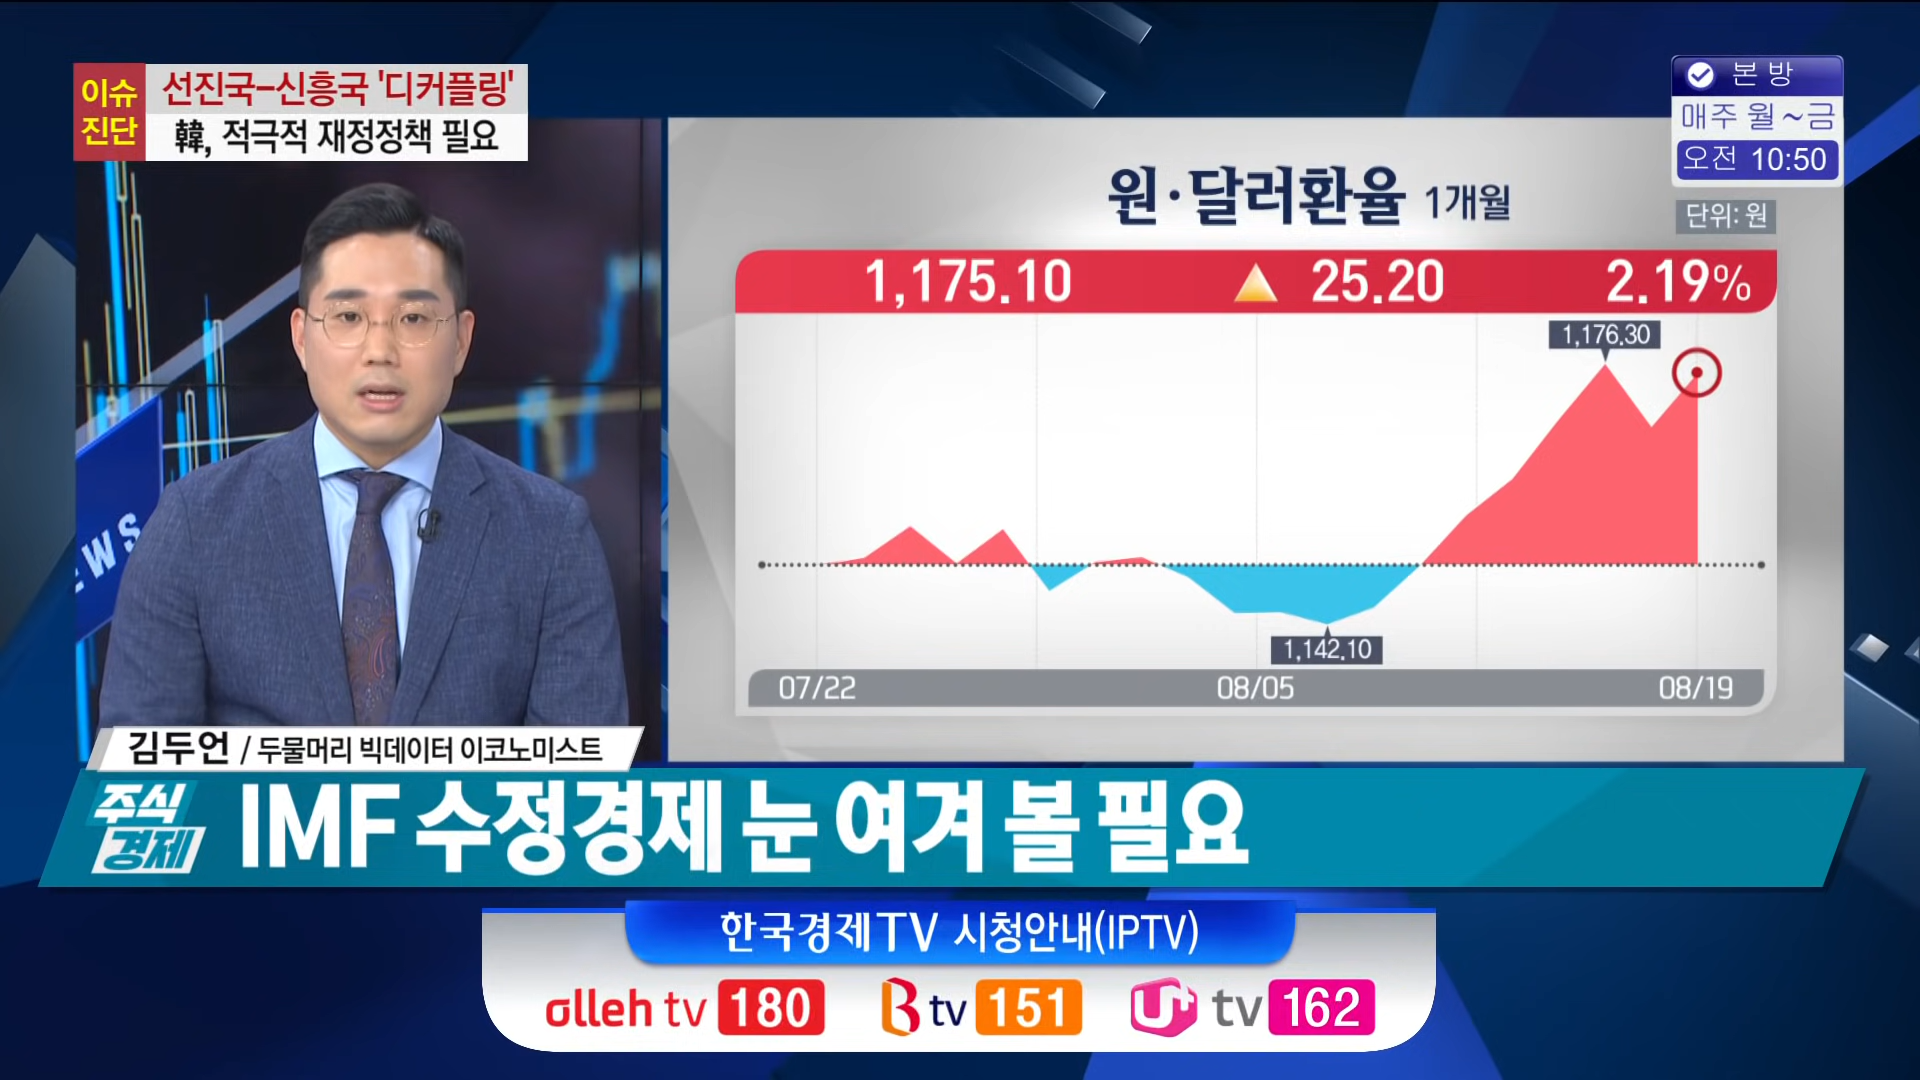 이슈
진단
선진국-신흥국 '디커플링'
韓, 적극적 재정정책 필요
본 방
매주 월~금
오전 10:50
원·달러환율 1개월
단위: 원
1,175.10 ▲ 25.20 2.19%
1,176.30
1,142.10
07/22 08/05 08/19
EWS
김두언 / 두물머리 빅데이터 이코노미스트
주식
경제
IMF 수정경제 눈 여겨 볼 필요
한국경제TV 시청안내(IPTV)
olleh tv 180 B tv 151 U+ tv 162